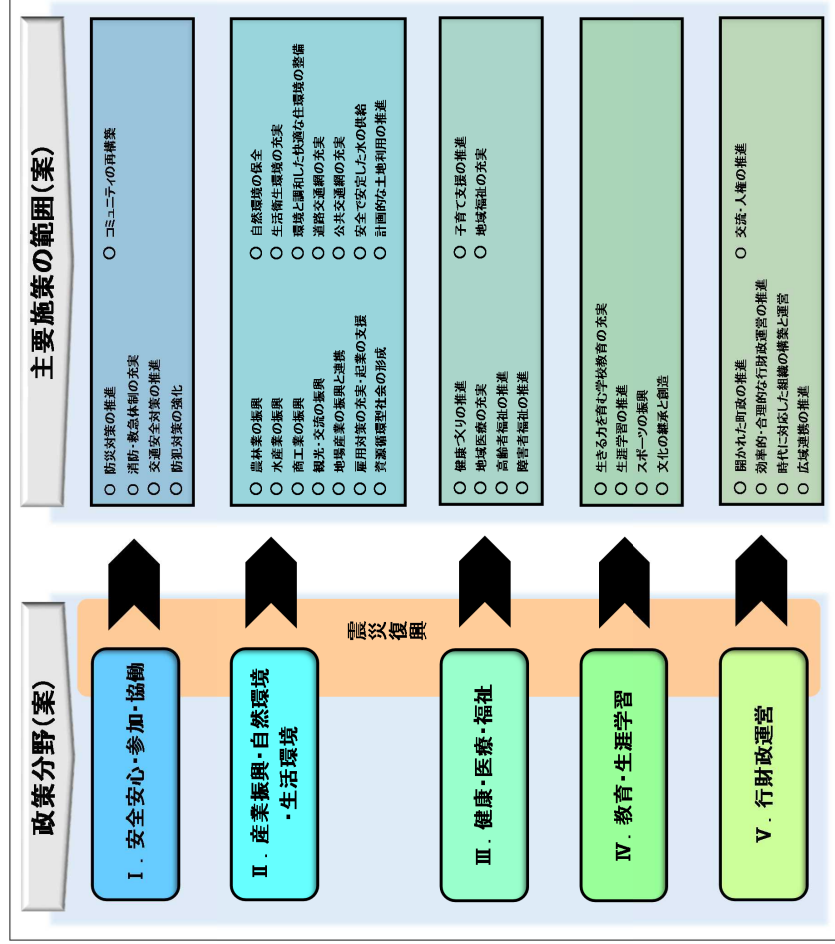 政策分野(案)
主要施策の範囲(案)
震災復興
Ⅰ．安全安心・参加・協働
○ 防災対策の推進
○ 消防・救急体制の充実
○ 交通安全対策の推進
○ 防犯対策の強化
○ コミュニティの再構築
Ⅱ．産業振興・自然環境
・生活環境
○ 農林業の振興
○ 水産業の振興
○ 商工業の振興
○ 観光・交流の振興
○ 地場産業の振興と連携
○ 雇用対策の充実・起業の支援
○ 資源循環型社会の形成
○ 自然環境の保全
○ 生活衛生環境の充実
○ 環境と調和した快適な住環境の整備
○ 道路交通網の充実
○ 公共交通網の充実
○ 安全で安定した水の供給
○ 計画的な土地利用の推進
Ⅲ．健康・医療・福祉
○ 健康づくりの推進
○ 地域医療の充実
○ 高齢者福祉の推進
○ 障害者福祉の推進
○ 子育て支援の推進
○ 地域福祉の充実
Ⅳ．教育・生涯学習
○ 生きる力を育む学校教育の充実
○ 生涯学習の推進
○ スポーツの振興
○ 文化の継承と創造
Ⅴ．行財政運営
○ 開かれた町政の推進
○ 効率的・合理的な行財政運営の推進
○ 時代に対応した組織の構築と運営
○ 広域連携の推進
○ 交流・人権の推進